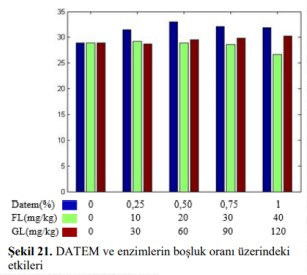 35
30
25
20
15
10
5
0
Datem(%) 0 0,25 0,50 0,75 1
FL(mg/kg) 0 10 20 30 40
GL(mg/kg) 0 30 60 90 120
Şekil 21. DATEM ve enzimlerin boşluk oranı üzerindeki
etkileri